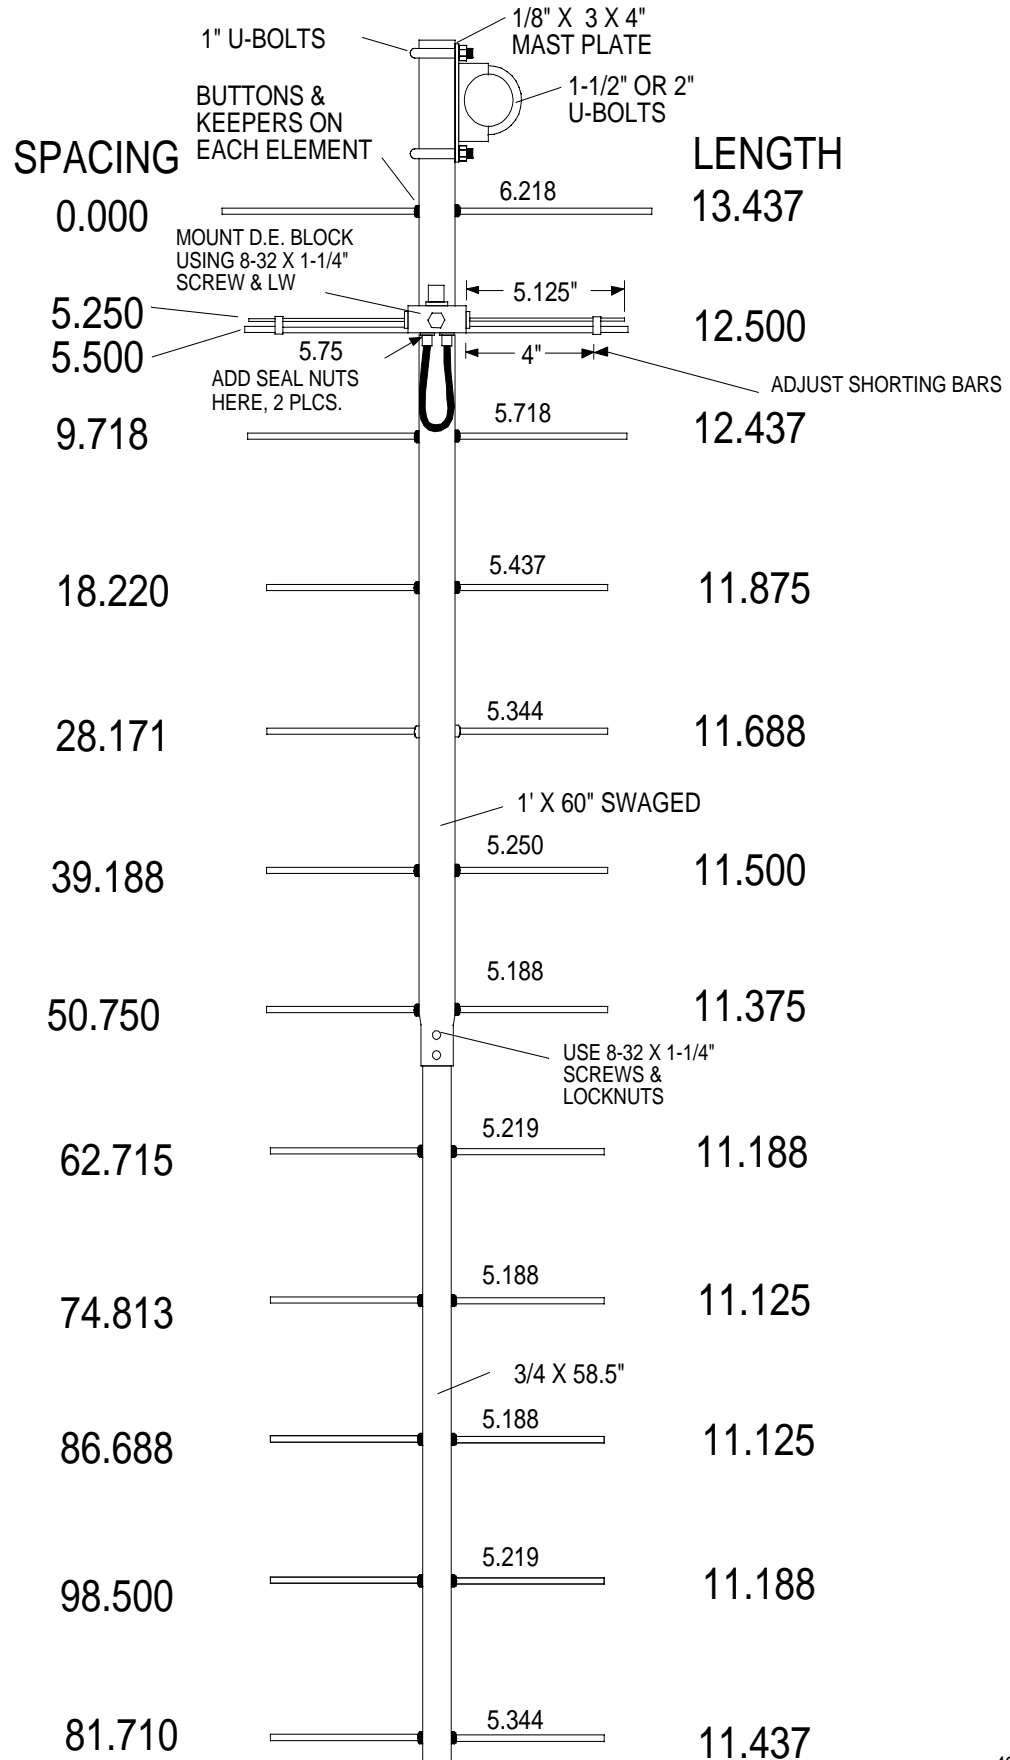 1/8" X 3 X 4"
MAST PLATE
1" U-BOLTS
1-1/2" OR 2"
U-BOLTS
BUTTONS &
KEEPERS ON
EACH ELEMENT
SPACING
LENGTH
0.000
6.218
13.437
MOUNT D.E. BLOCK
USING 8-32 X 1-1/4"
SCREW & LW
5.250
5.125"
12.500
5.500
5.75
4"
ADD SEAL NUTS
HERE, 2 PLCS.
ADJUST SHORTING BARS
9.718
5.718
12.437
18.220
5.437
11.875
28.171
5.344
11.688
1' X 60" SWAGED
39.188
5.250
11.500
50.750
5.188
11.375
USE 8-32 X 1-1/4"
SCREWS &
LOCKNUTS
62.715
5.219
11.188
74.813
5.188
11.125
3/4 X 58.5"
86.688
5.188
11.125
98.500
5.219
11.188
81.710
5.344
11.437